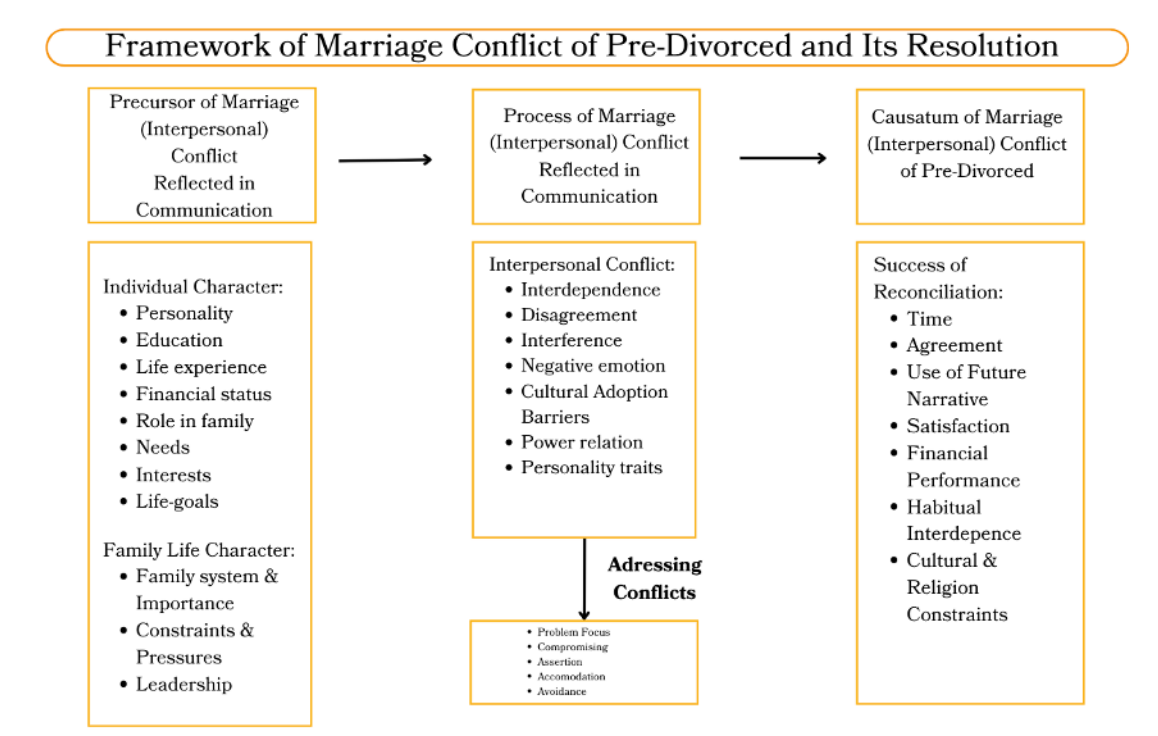 Framework of Marriage Conflict of Pre-Divorced and Its Resolution
Precursor of Marriage
(Interpersonal)
Conflict
Reflected in
Communication
Process of Marriage
(Interpersonal) Conflict
Reflected in
Communication
Causatum of Marriage
(Interpersonal) Conflict
of Pre-Divorced
Individual Character:
• Personality
• Education
• Life experience
• Financial status
• Role in family
• Needs
• Interests
• Life-goals
Family Life Character:
• Family system &
Importance
• Constraints &
Pressures
• Leadership
Interpersonal Conflict:
• Interdependence
• Disagreement
• Interference
• Negative emotion
• Cultural Adoption
Barriers
• Power relation
• Personality traits
Adressing
Conflicts
• Problem Focus
• Compromising
• Assertion
• Accomodation
• Avoidance
Success of
Reconciliation:
• Time
• Agreement
• Use of Future
Narrative
• Satisfaction
• Financial
Performance
• Habitual
Interdepence
• Cultural &
Religion
Constraints